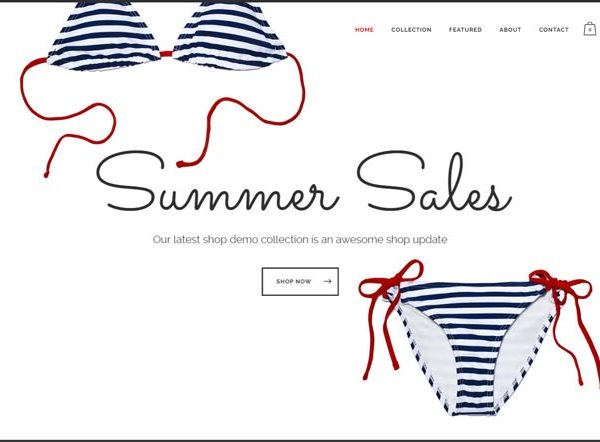 HOME COLLECTION FEATURED ABOUT CONTACT 0
Summer Sales
Our latest shop demo collection is an awesome shop update
SHOP NOW